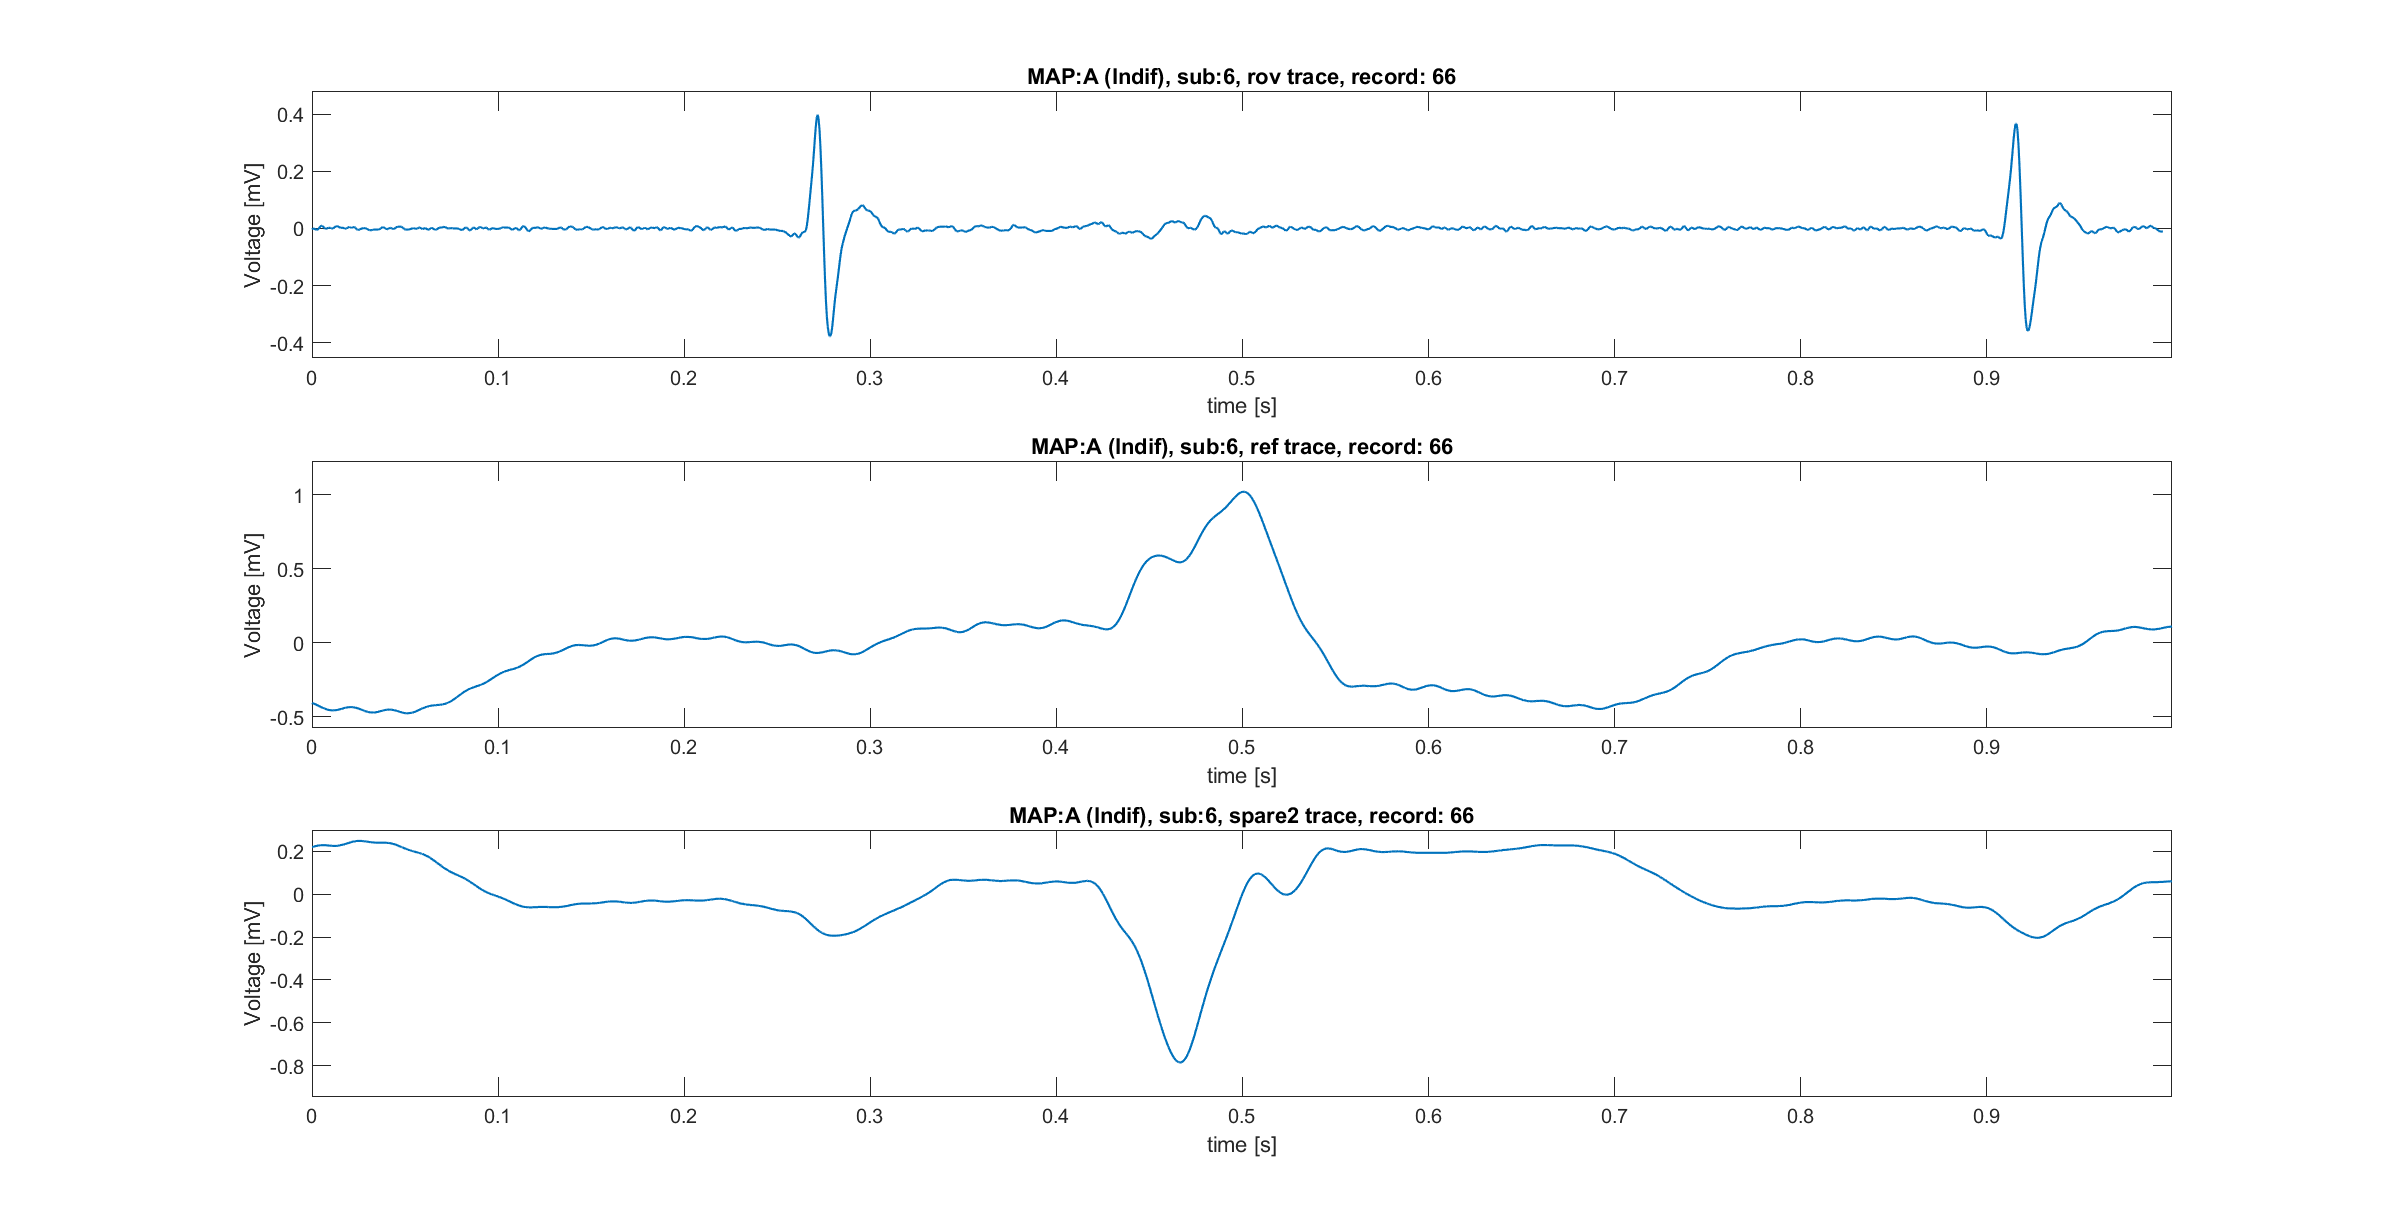 MAP:A (Indif), sub:6, rov trace, record: 66
Voltage [mV]
0.4
0.2
0
-0.2
-0.4
0 0.1 0.2 0.3 0.4 0.5 0.6 0.7 0.8 0.9
time [s]
MAP:A (Indif), sub:6, ref trace, record: 66
Voltage [mV]
1
0.5
0
-0.5
0 0.1 0.2 0.3 0.4 0.5 0.6 0.7 0.8 0.9
time [s]
MAP:A (Indif), sub:6, spare2 trace, record: 66
Voltage [mV]
0.2
0
-0.2
-0.4
-0.6
-0.8
0 0.1 0.2 0.3 0.4 0.5 0.6 0.7 0.8 0.9
time [s]